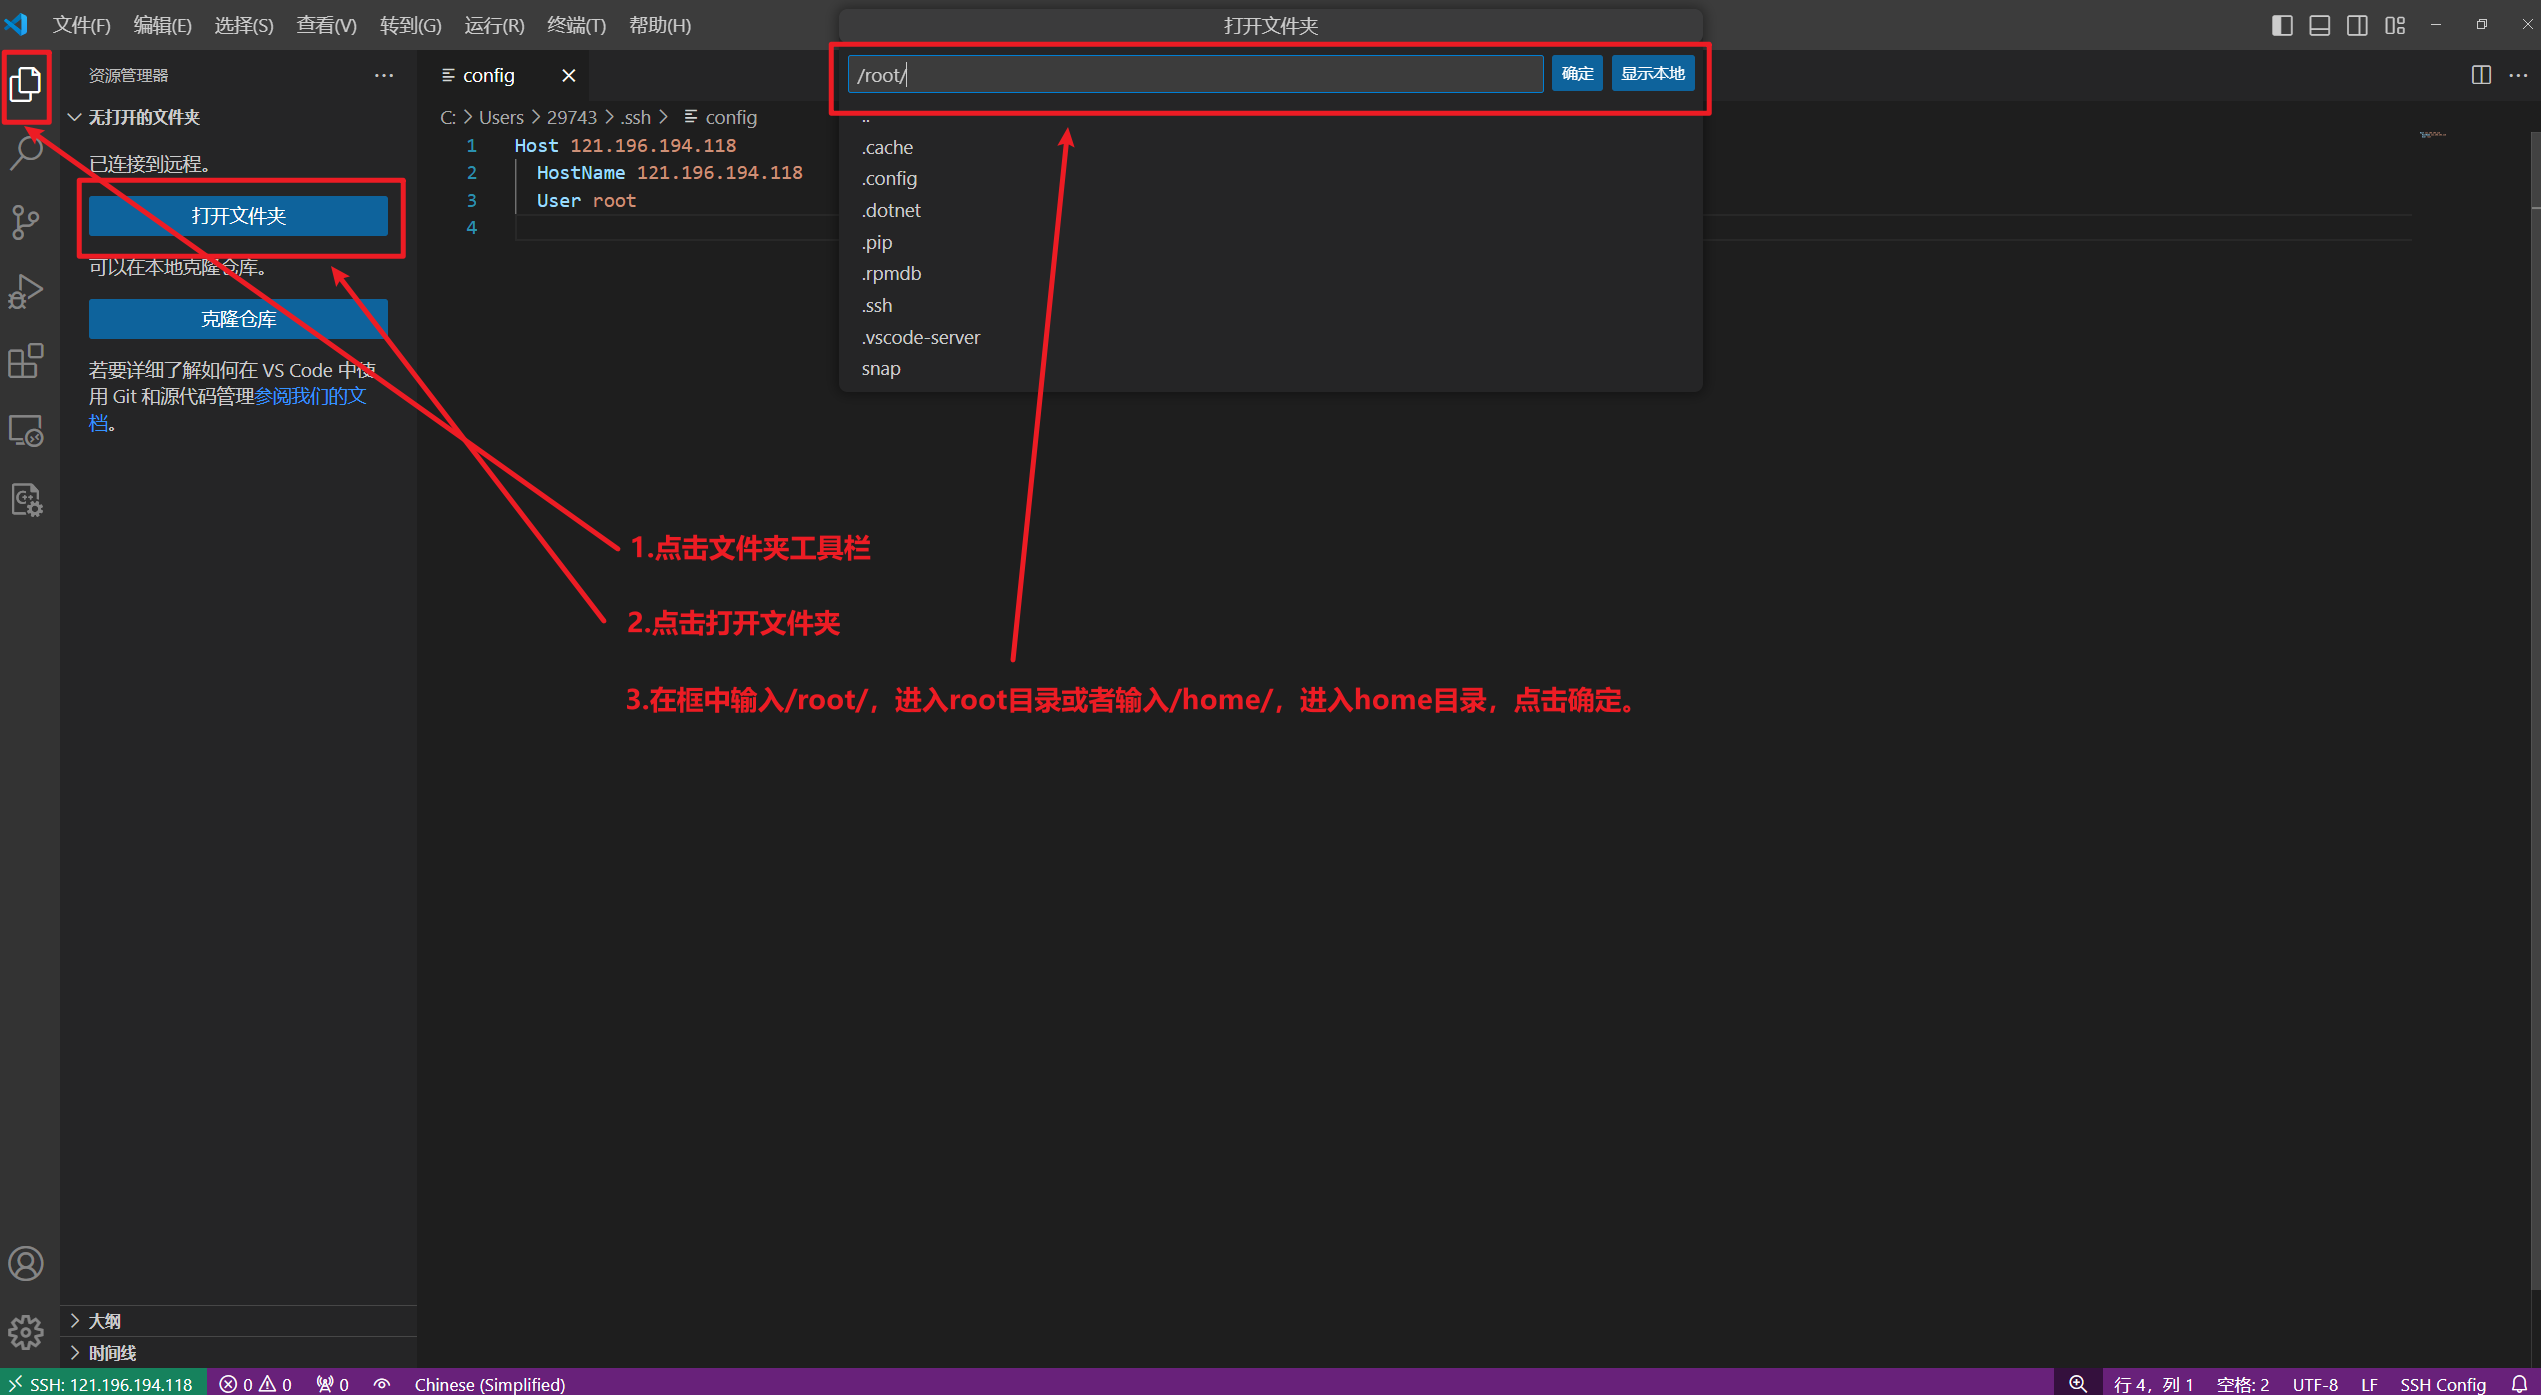 文件(F) 编辑(E) 选择(S) 查看(V) 转到(G) 运行(R) 终端(T) 帮助(H)
打开文件夹
资源管理器
config
/root/
确定
显示本地
无打开的文件夹
C: > Users > 29743 > .ssh > config
已连接到远程。
打开文件夹
可以在本地克隆仓库。
克隆仓库
若要详细了解如何在 VS Code 中使
用 Git 和源代码管理参阅我们的文
档。
1 Host 121.196.194.118
2 HostName 121.196.194.118
3 User root
4
..
.cache
.config
.dotnet
.pip
.rpmdb
.ssh
.vscode-server
snap
1.点击文件夹工具栏
2.点击打开文件夹
3.在框中输入/root/，进入root目录或者输入/home/，进入home目录，点击确定。
大纲
时间线
SSH: 121.196.194.118 0 0 0 Chinese (Simplified) 行 4，列 1 空格: 2 UTF-8 LF SSH Config